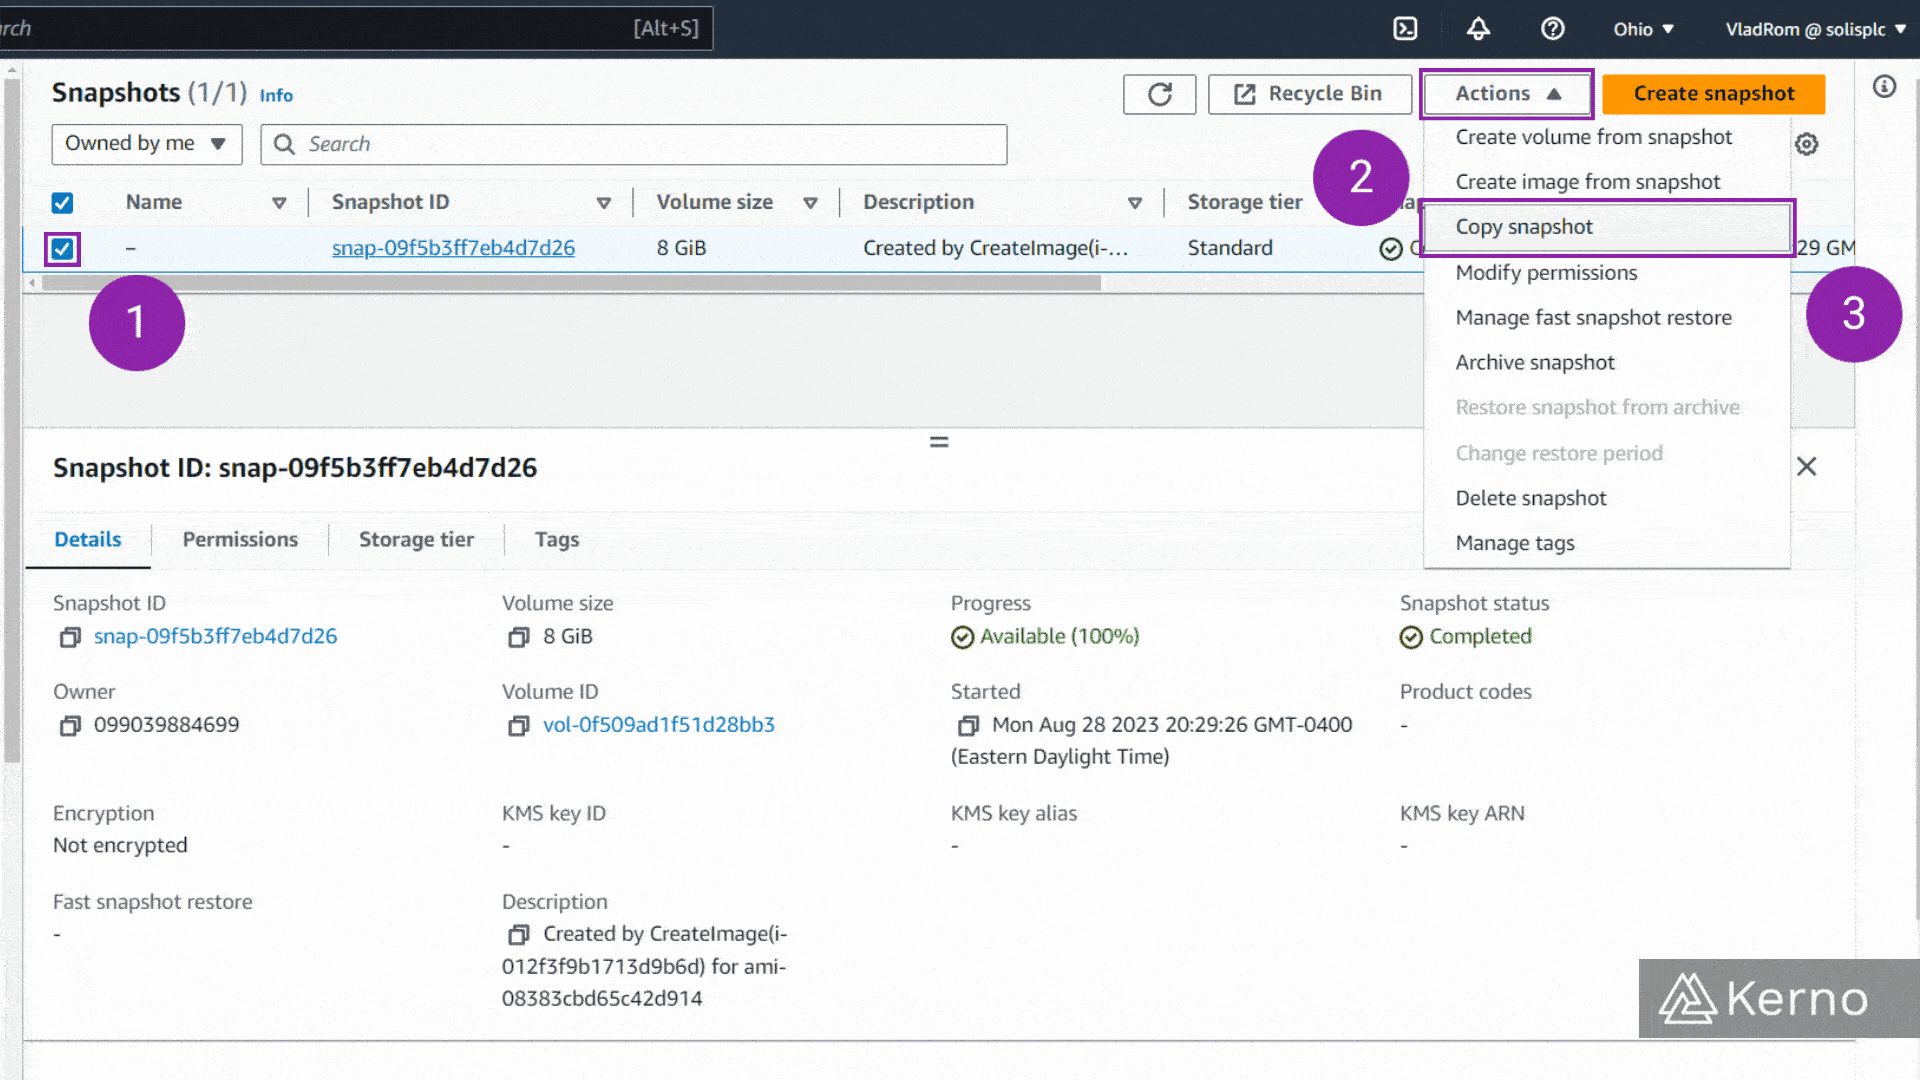 rch [Alt+S] Ohio VladRom @ solisplc
Snapshots (1/1) Info Recycle Bin Actions Create snapshot
Owned by me Search
Create volume from snapshot
2
Create image from snapshot
Name Snapshot ID Volume size Description Storage tier
Copy snapshot
– snap-09f5b3ff7eb4d7d26 8 GiB Created by CreateImage(i-... Standard 29 GM
Modify permissions
1
Manage fast snapshot restore
3
Archive snapshot
Restore snapshot from archive
Change restore period
Delete snapshot
Manage tags
Snapshot ID: snap-09f5b3ff7eb4d7d26
Details Permissions Storage tier Tags
Snapshot ID Volume size Progress Snapshot status
snap-09f5b3ff7eb4d7d26 8 GiB Available (100%) Completed
Owner Volume ID Started Product codes
099039884699 vol-0f509ad1f51d28bb3 Mon Aug 28 2023 20:29:26 GMT-0400 -
(Eastern Daylight Time)
Encryption KMS key ID KMS key alias KMS key ARN
Not encrypted - - -
Fast snapshot restore Description
- Created by CreateImage(i-
012f3f9b1713d9b6d) for ami-
08383cbd65c42d914
Kerno